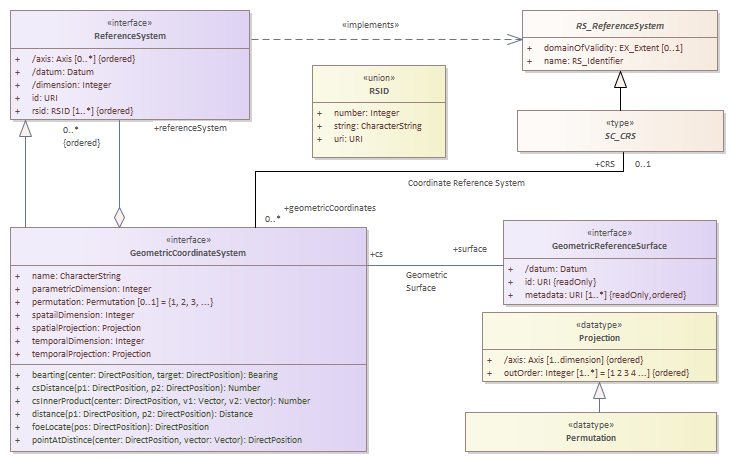 «interface»
ReferenceSystem
+ /axis: Axis [0..*] {ordered}
+ /datum: Datum
+ /dimension: Integer
+ id: URI
+ rsid: RSID [1..*] {ordered}
«implements»
RS_ReferenceSystem
+ domainOfValidity: EX_Extent [0..1]
+ name: RS_Identifier
«union»
RSID
+ number: Integer
+ string: CharacterString
+ uri: URI
«type»
SC_CRS
0..*
{ordered}
+referenceSystem
+CRS
0..1
Coordinate Reference System
+geometricCoordinates
0..*
«interface»
GeometricCoordinateSystem
+ name: CharacterString
+ parametricDimension: Integer
+ permutation: Permutation [0..1] = {1, 2, 3, ...}
+ spatailDimension: Integer
+ spatialProjection: Projection
+ temporalDimension: Integer
+ temporalProjection: Projection
+ bearting(center: DirectPosition, target: DirectPosition): Bearing
+ csDistance(p1: DirectPosition, p2: DirectPosition): Number
+ csInnerProduct(center: DirectPosition, v1: Vector, v2: Vector): Number
+ distance(p1: DirectPosition, p2: DirectPosition): Distance
+ foeLocate(pos: DirectPosition): DirectPosition
+ pointAtDistince(center: DirectPosition, vector: Vector): DirectPosition
+cs
+surface
Geometric
Surface
«interface»
GeometricReferenceSurface
+ /datum: Datum
+ id: URI {readOnly}
+ metadata: URI [1..*] {readOnly,ordered}
«datatype»
Projection
+ /axis: Axis [1..dimension] {ordered}
+ outOrder: Integer [1..*] = [1 2 3 4 ...] {ordered}
«datatype»
Permutation